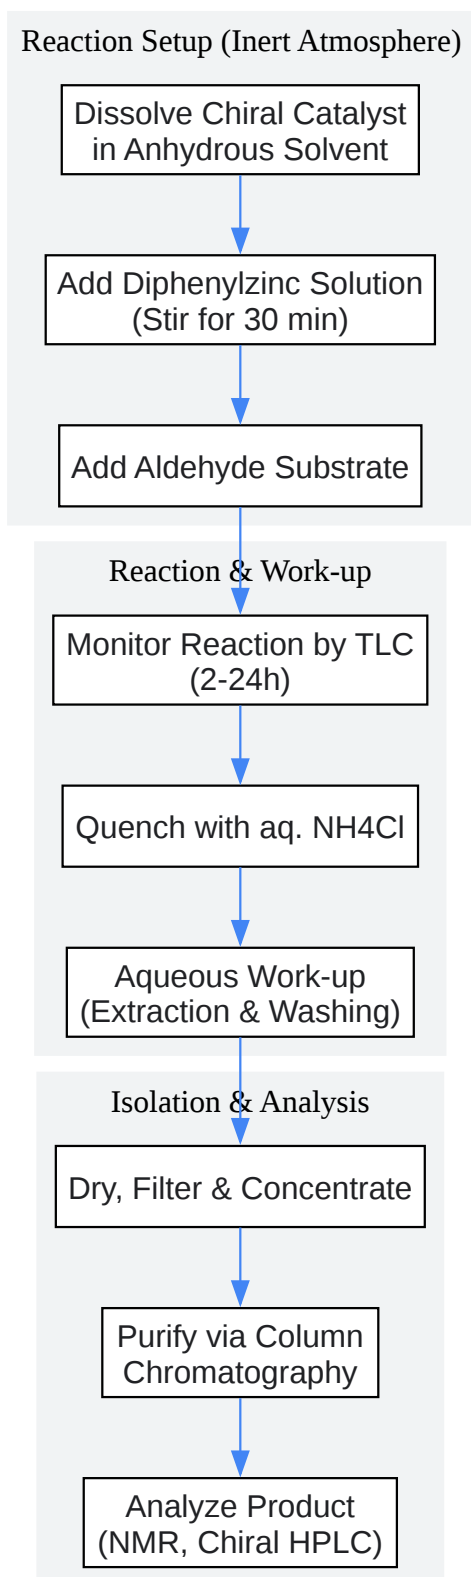 Reaction Setup (Inert Atmosphere)
Dissolve Chiral Catalyst
in Anhydrous Solvent
Add Diphenylzinc Solution
(Stir for 30 min)
Add Aldehyde Substrate
Reaction & Work-up
Monitor Reaction by TLC
(2-24h)
Quench with aq. NH4Cl
Aqueous Work-up
(Extraction & Washing)
Isolation & Analysis
Dry, Filter & Concentrate
Purify via Column
Chromatography
Analyze Product
(NMR, Chiral HPLC)